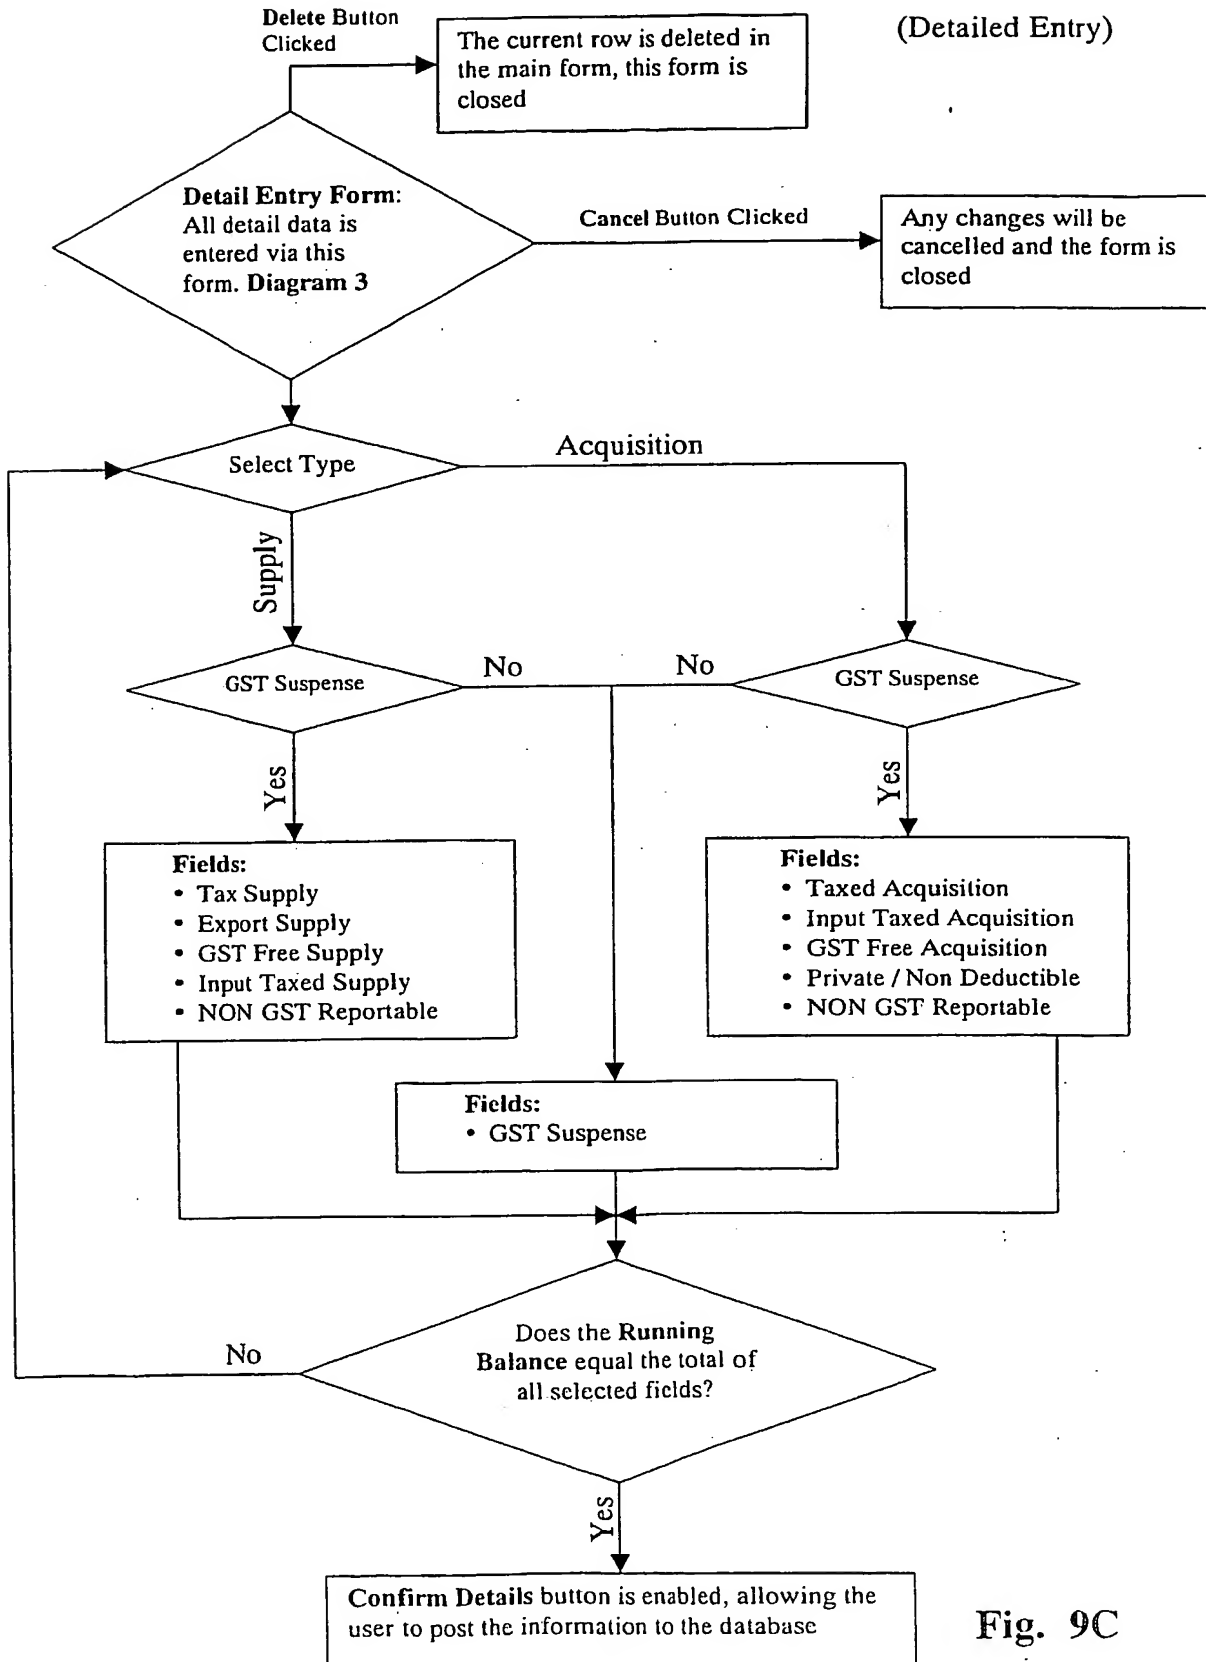 Delete Button
Clicked
The current row is deleted in
the main form, this form is
closed
(Detailed Entry)
Detail Entry Form:
All detail data is
entered via this
form. Diagram 3
Cancel Button Clicked
Any changes will be
cancelled and the form is
closed
Select Type
Acquisition
Supply
GST Suspense
No
No
GST Suspense
Yes
Yes
Fields:
• Tax Supply
• Export Supply
• GST Free Supply
• Input Taxed Supply
• NON GST Reportable
Fields:
• Taxed Acquisition
• Input Taxed Acquisition
• GST Free Acquisition
• Private / Non Deductible
• NON GST Reportable
Fields:
• GST Suspense
Does the Running
Balance equal the total of
all selected fields?
No
Yes
Confirm Details button is enabled, allowing the
user to post the information to the database
Fig. 9C